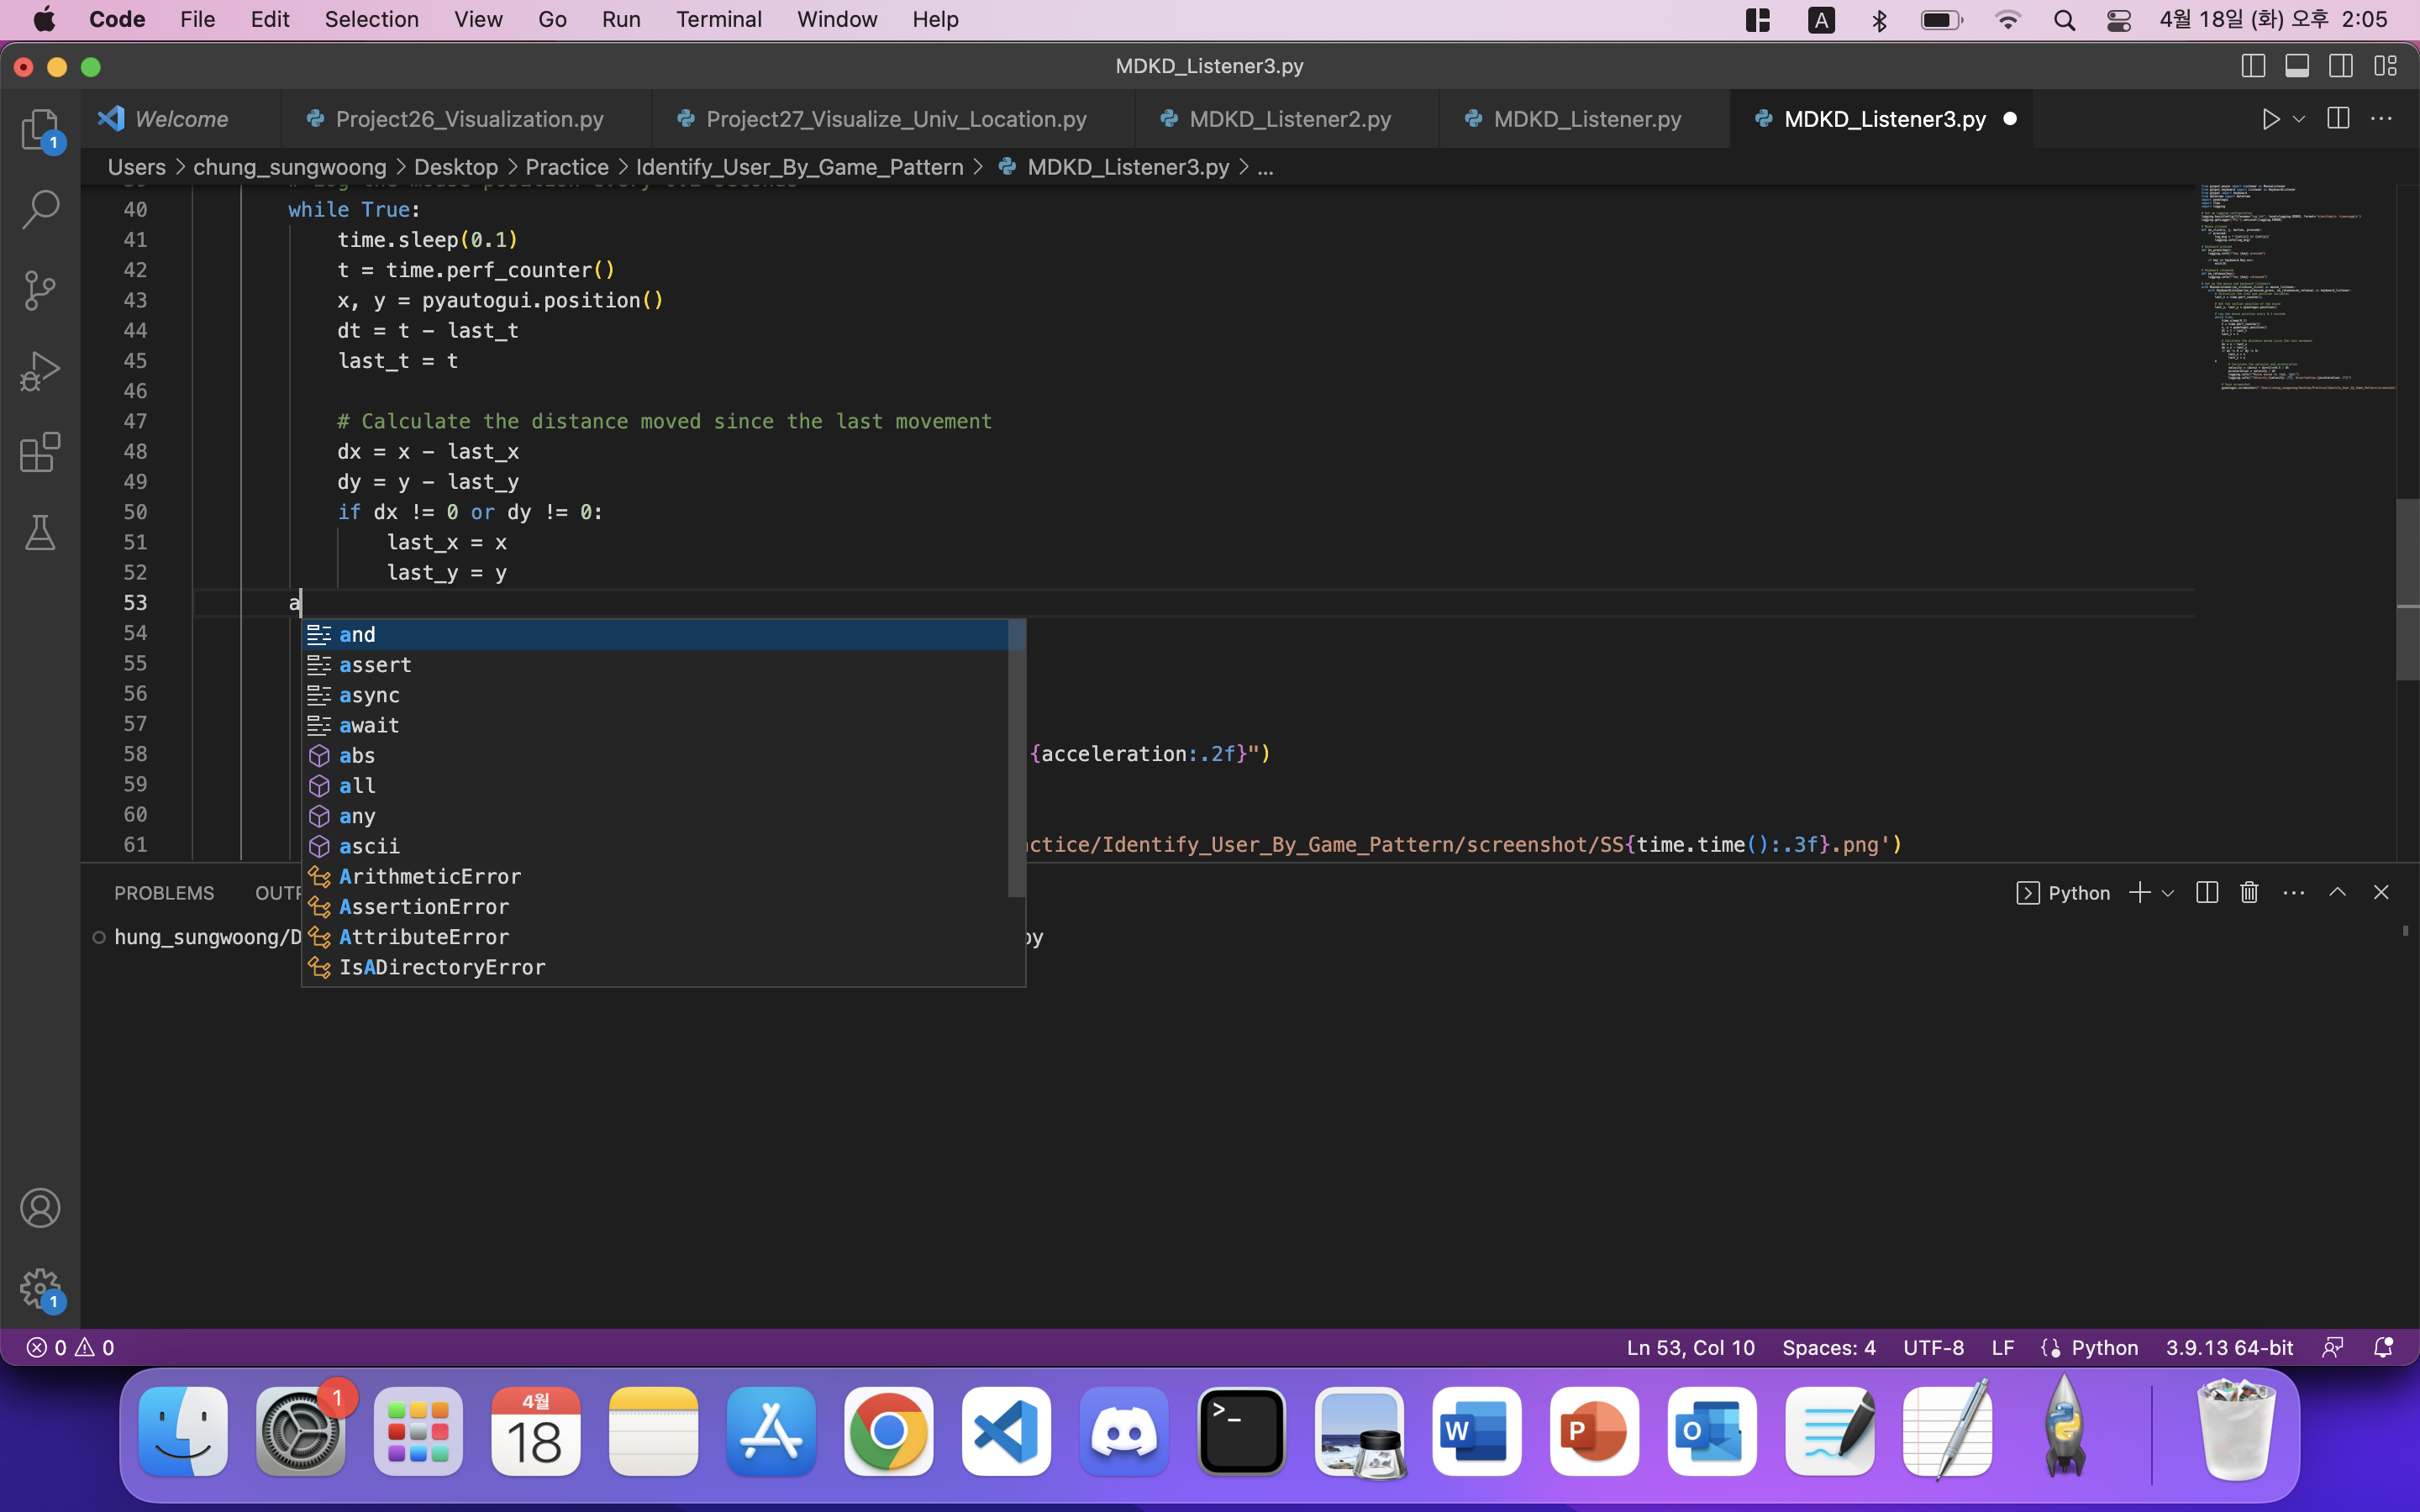 Code File Edit Selection View Go Run Terminal Window Help A 4월 18일 (화) 오후 2:05
MDKD_Listener3.py
Welcome Project26_Visualization.py Project27_Visualize_Univ_Location.py MDKD_Listener2.py MDKD_Listener.py MDKD_Listener3.py
1
Users > chung_sungwoong > Desktop > Practice > Identify_User_By_Game_Pattern > MDKD_Listener3.py > ...
40 while True:
41 time.sleep(0.1)
42 t = time.perf_counter()
43 x, y = pyautogui.position()
44 dt = t - last_t
45 last_t = t
46
47 # Calculate the distance moved since the last movement
48 dx = x - last_x
49 dy = y - last_y
50 if dx != 0 or dy != 0:
51 last_x = x
52 last_y = y
53 a
54 and
55 assert
56 async
57 await
58 abs {acceleration:.2f}")
59 all
60 any
61 ascii actice/Identify_User_By_Game_Pattern/screenshot/SS{time.time():.3f}.png')
ArithmeticError
PROBLEMS OUTP AssertionError Python
hung_sungwoong/D AttributeError py
IsADirectoryError
1
0 0 Ln 53, Col 10 Spaces: 4 UTF-8 LF Python 3.9.13 64-bit
1
4월
18
>_
W P O